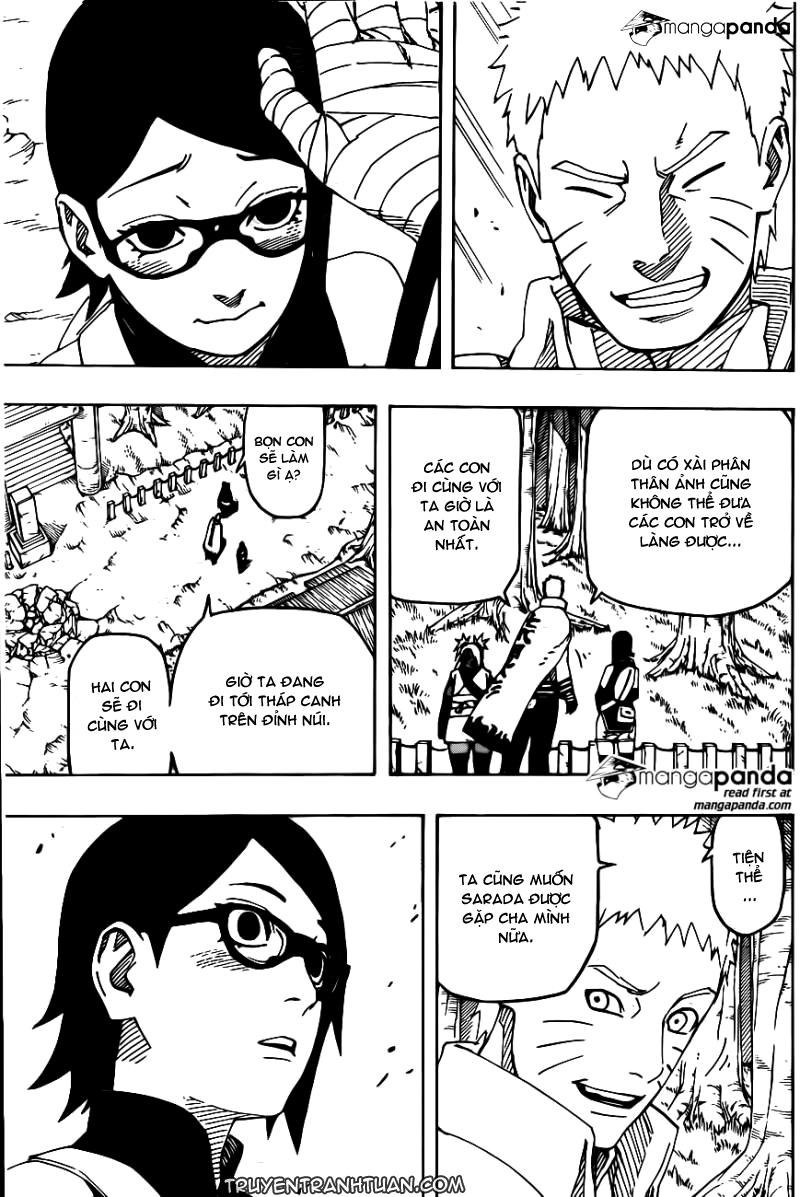 mangapanda
DÙ CÓ XÀI PHÂN
THÂN ẢNH CŨNG
KHÔNG THỂ ĐƯA
CÁC CON TRỞ VỀ
LÀNG ĐƯỢC...
CÁC CON
ĐI CÙNG VỚI
TA GIỜ LÀ
AN TOÀN
NHẤT.
BỌN CON
SẼ LÀM
GÌ Ạ?
GIỜ TA ĐANG
ĐI TỚI THÁP CANH
TRÊN ĐỈNH NÚI.
HAI CON
SẼ ĐI
CÙNG VỚI
TA.
mangapanda
read first at
mangapanda.com
TIỆN
THỂ
...
TA CŨNG MUỐN
SARADA ĐƯỢC
GẶP CHA MÌNH
NỮA.
TRUYENTRANHTUAN.COM